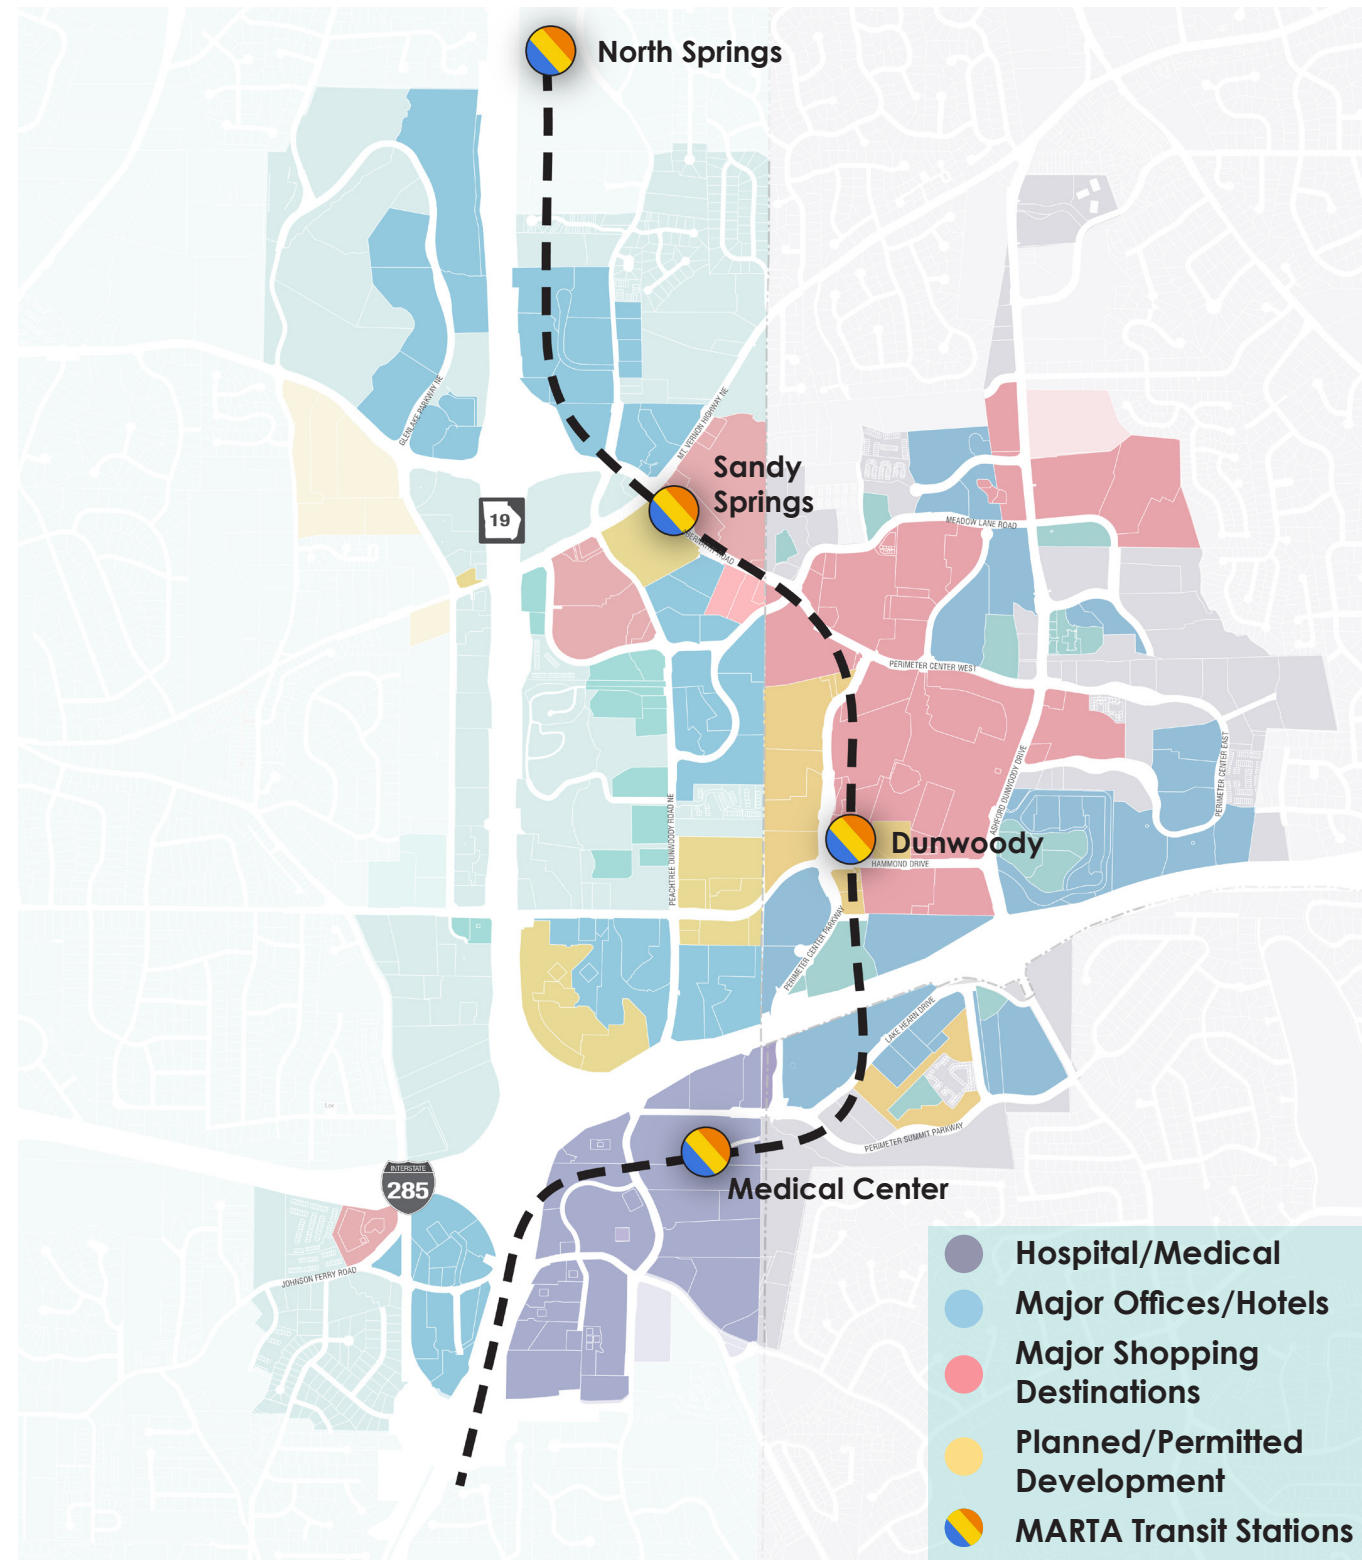 North Springs
GLENLAKE PARKWAY NE
MT. VERNON HIGHWAY NE
Sandy
Springs
19
ROAD
MEADOW LANE ROAD
PERIMETER CENTER WEST
PERIMETER CENTER EAST
ASHFORD DUNWOODY DRIVE
PEACHTREE DUNWOODY ROAD NE
Dunwoody
HAMMOND DRIVE
PERIMETER CENTER PARKWAY
LAKE HEARN DRIVE
PERIMETER SUMMIT PARKWAY
INTERSTATE
285
Medical Center
JOHNSON FERRY ROAD
Hospital/Medical
Major Offices/Hotels
Major Shopping
Destinations
Planned/Permitted
Development
MARTA Transit Stations